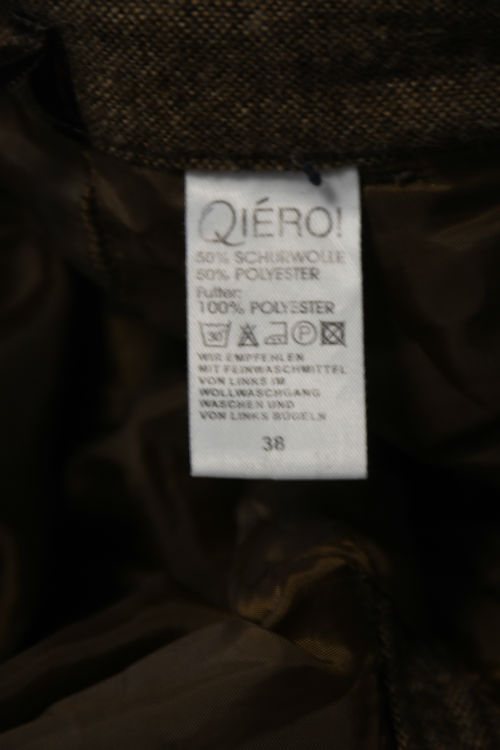 QIÉRO!
50% SCHURWOLLE
50% POLYESTER
Futter:
100% POLYESTER
30 P
WIR EMPFEHLEN
MIT FEINWASCHMITTEL
VON LINKS IM
WOLLWASCHGANG
WASCHEN UND
VON LINKS BÜGELN
38